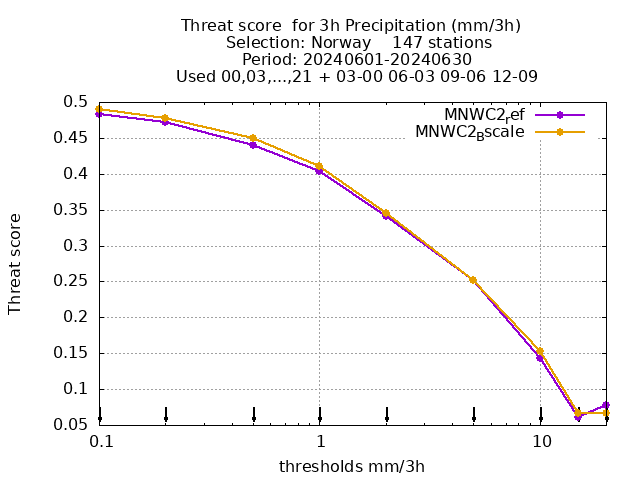 Threat score  for 3h Precipitation (mm/3h)
Selection: Norway    147 stations
Period: 20240601-20240630
Used 00,03,...,21 + 03-00 06-03 09-06 12-09
MNWC2_ref
MNWC2_Bscale
0.5
0.45
0.4
0.35
0.3
0.25
0.2
0.15
0.1
0.05
Threat score
0.1
1
10
thresholds mm/3h